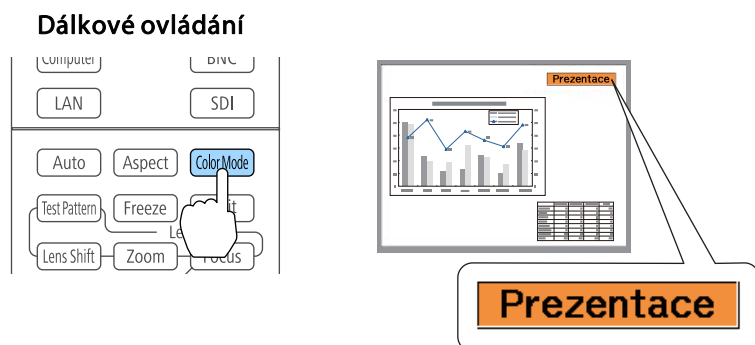 Dálkové ovládání
Computer BNC
LAN SDI
Auto Aspect Color Mode
Test Pattern Freeze
Lens Shift Zoom Focus
Prezentace
Prezentace